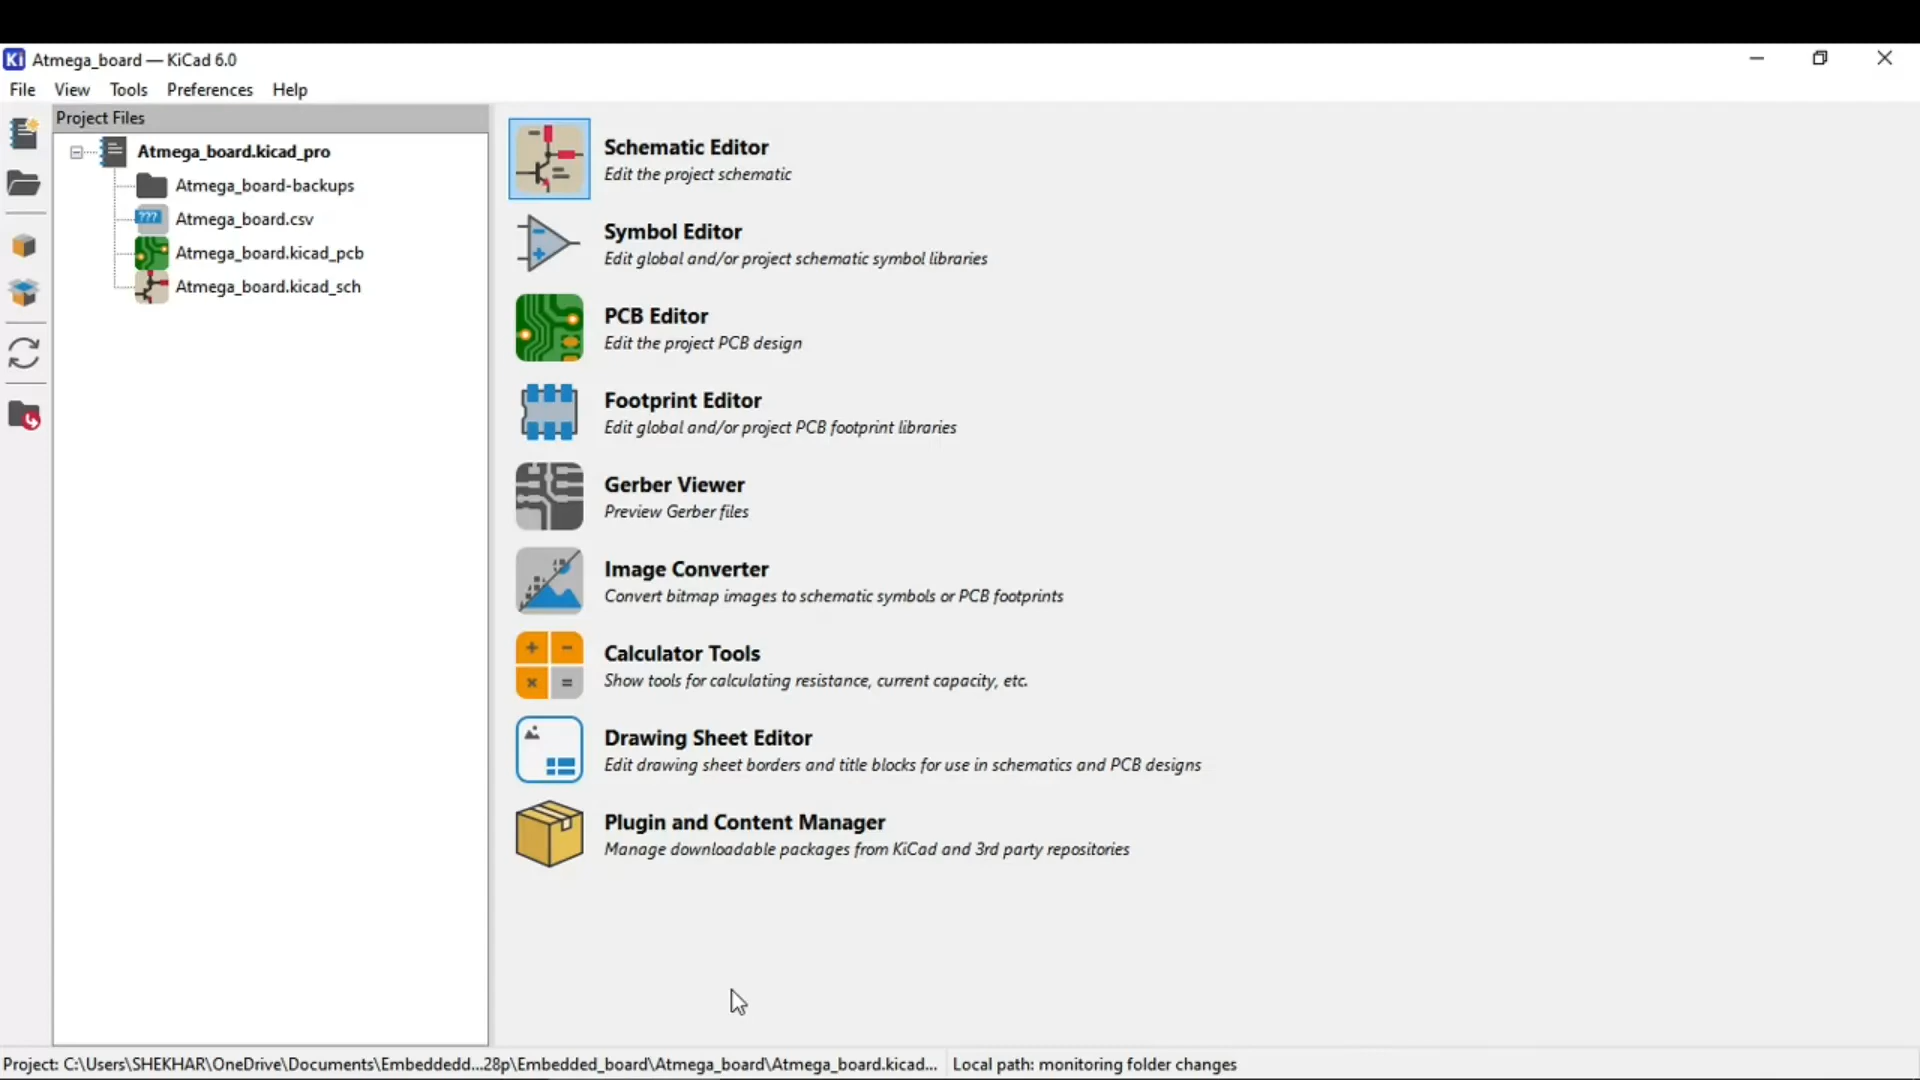 Ki Atmega_board — KiCad 6.0
File View Tools Preferences Help
Project Files
Atmega_board.kicad_pro
Atmega_board-backups
??? Atmega_board.csv
Atmega_board.kicad_pcb
Atmega_board.kicad_sch
Schematic Editor
Edit the project schematic
Symbol Editor
Edit global and/or project schematic symbol libraries
PCB Editor
Edit the project PCB design
Footprint Editor
Edit global and/or project PCB footprint libraries
Gerber Viewer
Preview Gerber files
Image Converter
Convert bitmap images to schematic symbols or PCB footprints
Calculator Tools
Show tools for calculating resistance, current capacity, etc.
Drawing Sheet Editor
Edit drawing sheet borders and title blocks for use in schematics and PCB designs
Plugin and Content Manager
Manage downloadable packages from KiCad and 3rd party repositories
Project: C:\Users\SHEKHAR\OneDrive\Documents\Embeddedd...28p\Embedded_board\Atmega_board\Atmega_board.kicad... Local path: monitoring folder changes